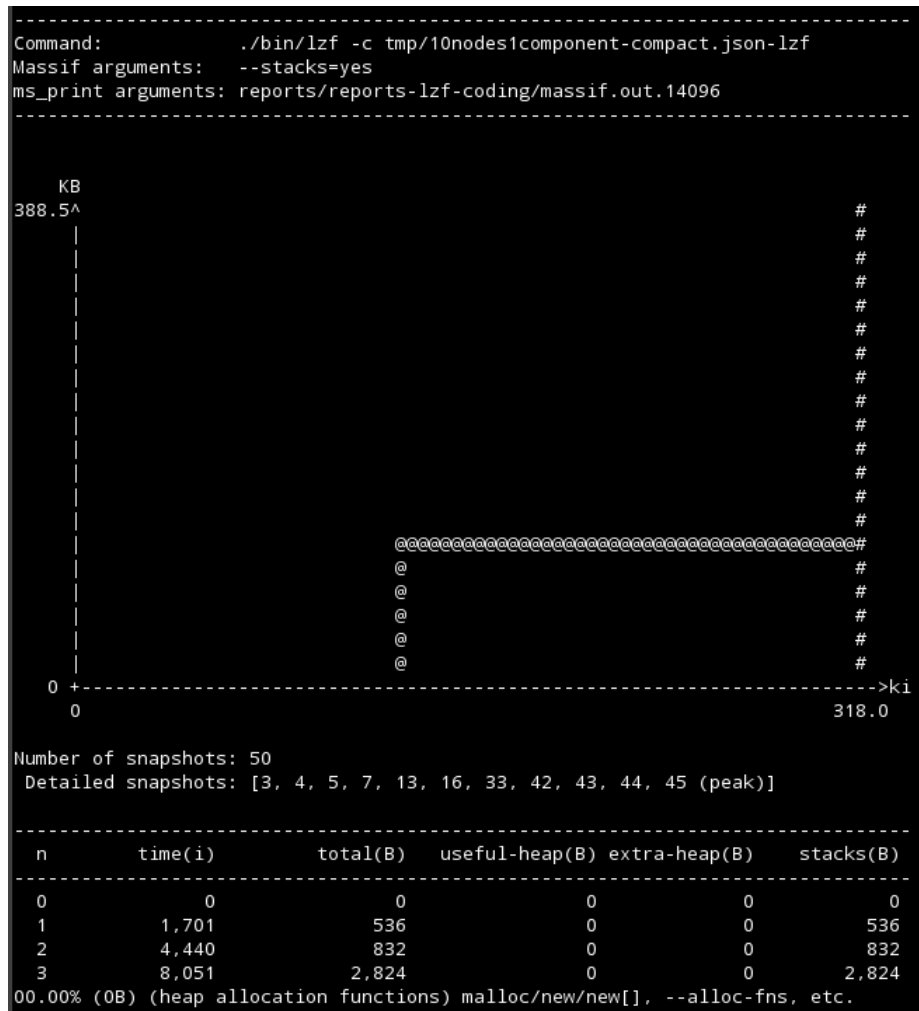 --------------------------------------------------------------------------------
Command:            ./bin/lzf -c tmp/10nodes1component-compact.json-lzf
Massif arguments:   --stacks=yes
ms_print arguments: reports/reports-lzf-coding/massif.out.14096
--------------------------------------------------------------------------------
    KB
388.5^                                                                      #
     |                                                                      #
     |                                                                      #
     |                                                                      #
     |                                                                      #
     |                                                                      #
     |                                                                      #
     |                                                                      #
     |                                                                      #
     |                                                                      #
     |                                                                      #
     |                                                                      #
     |                                                                      #
     |                                                                      #
     |                            @@@@@@@@@@@@@@@@@@@@@@@@@@@@@@@@@@@@@@@@@@#
     |                            @                                         #
     |                            @                                         #
     |                            @                                         #
     |                            @                                         #
     |                            @                                         #
   0 +----------------------------------------------------------------------->ki
     0                                                                   318.0
Number of snapshots: 50
 Detailed snapshots: [3, 4, 5, 7, 13, 16, 33, 42, 43, 44, 45 (peak)]
--------------------------------------------------------------------------------
  n        time(i)         total(B)   useful-heap(B) extra-heap(B)    stacks(B)
--------------------------------------------------------------------------------
  0              0                0                0             0            0
  1          1,701              536                0             0          536
  2          4,440              832                0             0          832
  3          8,051            2,824                0             0        2,824
00.00% (0B) (heap allocation functions) malloc/new/new[], --alloc-fns, etc.